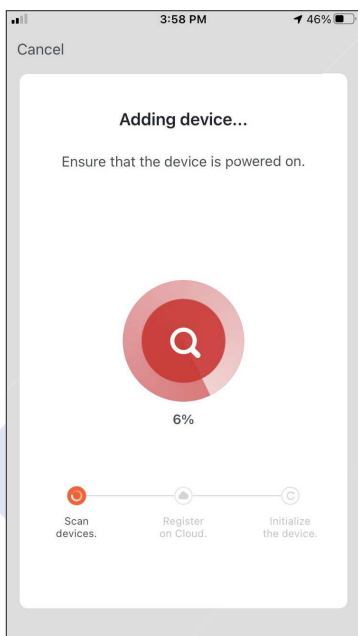 3:58 PM
46%
Cancel
Adding device...
Ensure that the device is powered on.
6%
Scan
devices.
Register
on Cloud.
Initialize
the device.